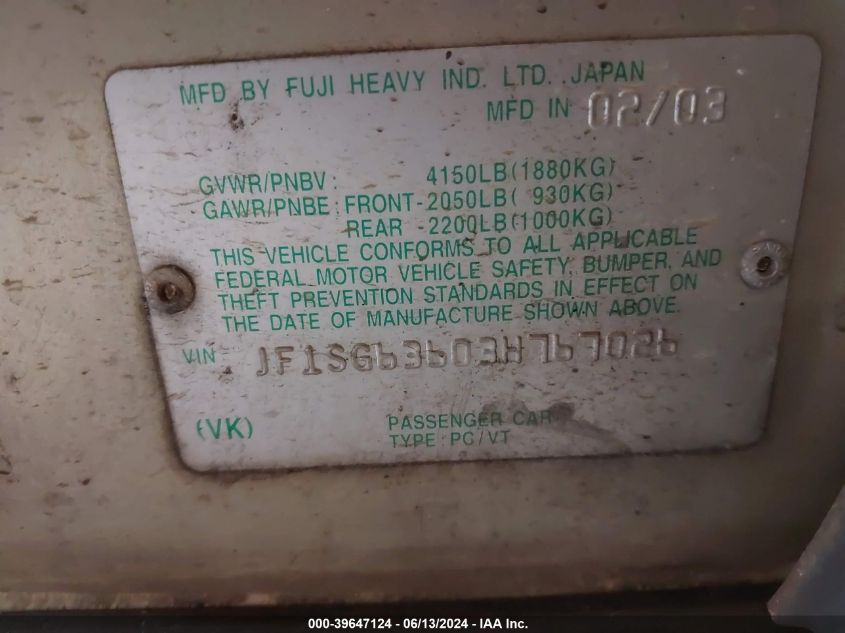 MFD BY FUJI HEAVY IND. LTD. JAPAN
MFD IN 02/03
GVWR/PNBV: 4150LB(1880KG)
GAWR/PNBE: FRONT-2050LB( 930KG)
REAR -2200LB(1000KG)
THIS VEHICLE CONFORMS TO ALL APPLICABLE
FEDERAL MOTOR VEHICLE SAFETY, BUMPER, AND
THEFT PREVENTION STANDARDS IN EFFECT ON
THE DATE OF MANUFACTURE SHOWN ABOVE.
VIN JF1SG63603H767026
(VK) PASSENGER CAR
TYPE: PC/VT
000-39647124 - 06/13/2024 - IAA Inc.